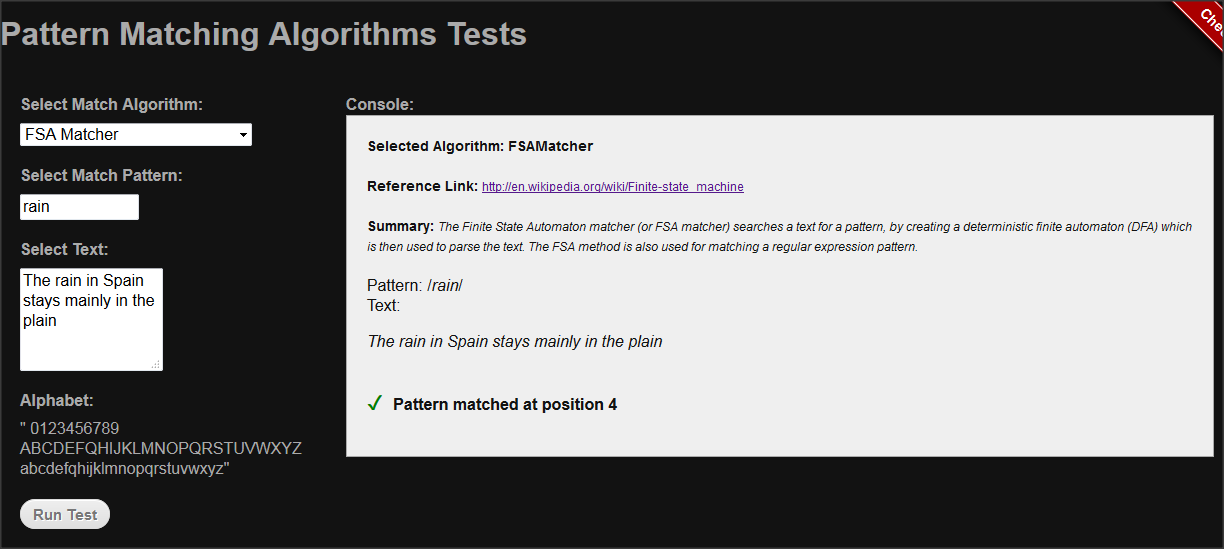 Pattern Matching Algorithms Tests
Select Match Algorithm:
FSA Matcher
Select Match Pattern:
rain
Select Text:
The rain in Spain
stays mainly in the
plain
Alphabet:
" 0123456789
ABCDEFQHIJKLMNOPQRSTUVWXYZ
abcdefqhijklmnopqrstuvwxyz"
Run Test
Console:
Selected Algorithm: FSAMatcher
Reference Link: http://en.wikipedia.org/wiki/Finite-state_machine
Summary: The Finite State Automaton matcher (or FSA matcher) searches a text for a pattern, by creating a deterministic finite automaton (DFA) which
is then used to parse the text. The FSA method is also used for matching a regular expression pattern.
Pattern: /rain/
Text:
The rain in Spain stays mainly in the plain
✓ Pattern matched at position 4